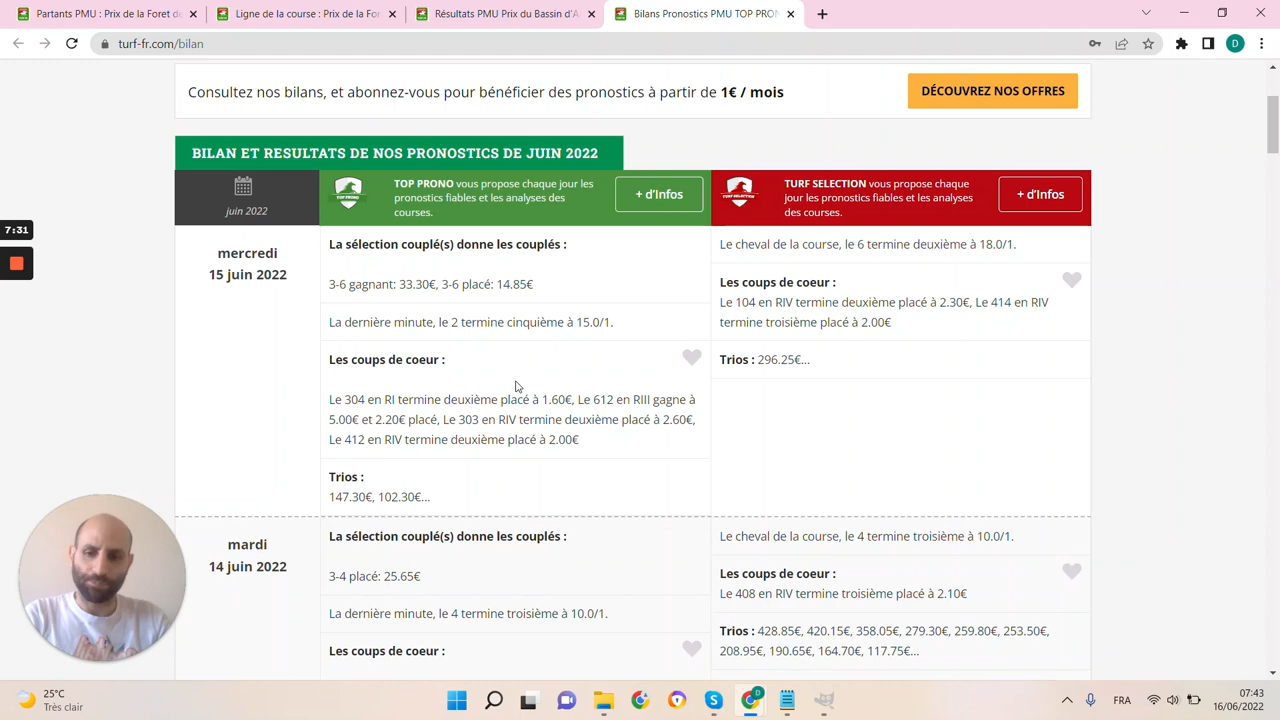 Partants PMU : Prix de la Foret de
Ligne de la course : Prix de la For
Résultats PMU Prix du Bassin d'A
Bilans Pronostics PMU TOP PRON
turf-fr.com/bilan
D
Consultez nos bilans, et abonnez-vous pour bénéficier des pronostics à partir de 1€ / mois
DÉCOUVREZ NOS OFFRES
BILAN ET RESULTATS DE NOS PRONOSTICS DE JUIN 2022
juin 2022
TOP PRONO
TOP PRONO vous propose chaque jour les
pronostics fiables et les analyses des
courses.
+ d'Infos
TURF SELECTION
TURF SELECTION vous propose chaque
jour les pronostics fiables et les analyses
des courses.
+ d'Infos
7:31
mercredi
15 juin 2022
La sélection couplé(s) donne les couplés :
3-6 gagnant: 33.30€, 3-6 placé: 14.85€
La dernière minute, le 2 termine cinquième à 15.0/1.
Les coups de coeur :
Le 304 en RI termine deuxième placé à 1.60€, Le 612 en RIII gagne à
5.00€ et 2.20€ placé, Le 303 en RIV termine deuxième placé à 2.60€,
Le 412 en RIV termine deuxième placé à 2.00€
Trios :
147.30€, 102.30€...
Le cheval de la course, le 6 termine deuxième à 18.0/1.
Les coups de coeur :
Le 104 en RIV termine deuxième placé à 2.30€, Le 414 en RIV
termine troisième placé à 2.00€
Trios : 296.25€...
mardi
14 juin 2022
La sélection couplé(s) donne les couplés :
3-4 placé: 25.65€
La dernière minute, le 4 termine troisième à 10.0/1.
Les coups de coeur :
Le cheval de la course, le 4 termine troisième à 10.0/1.
Les coups de coeur :
Le 408 en RIV termine troisième placé à 2.10€
Trios : 428.85€, 420.15€, 358.05€, 279.30€, 259.80€, 253.50€,
208.95€, 190.65€, 164.70€, 117.75€...
25°C
Très clair
D
FRA
07:43
16/06/2022